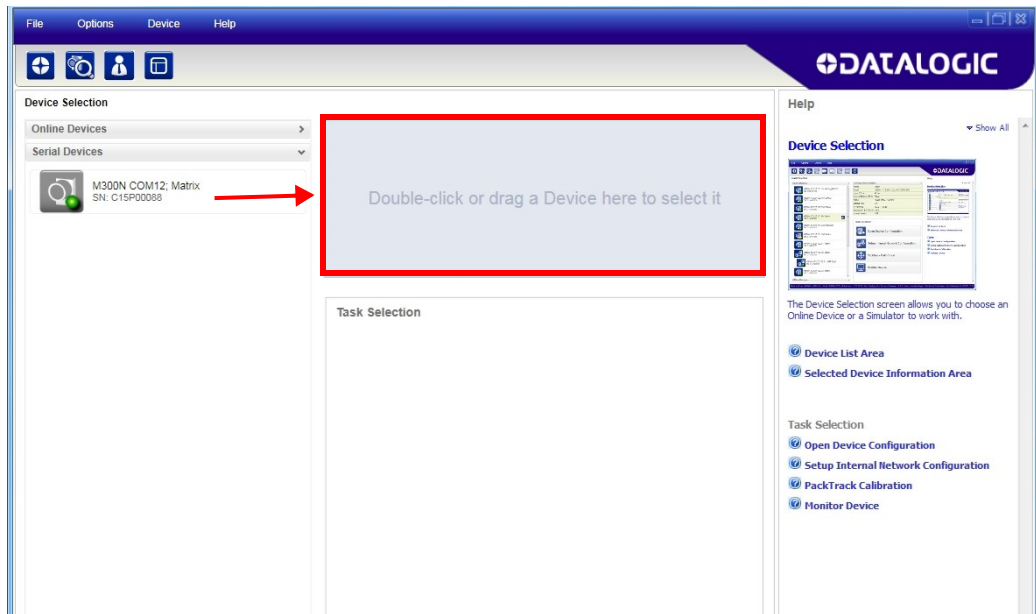 File Options Device Help
DATALOGIC
Device Selection
Online Devices
Serial Devices
M300N COM12; Matrix
SN: C15P00088
Double-click or drag a Device here to select it
Task Selection
Help
Show All
Device Selection
The Device Selection screen allows you to choose an
Online Device or a Simulator to work with.
Device List Area
Selected Device Information Area
Task Selection
Open Device Configuration
Setup Internal Network Configuration
PackTrack Calibration
Monitor Device